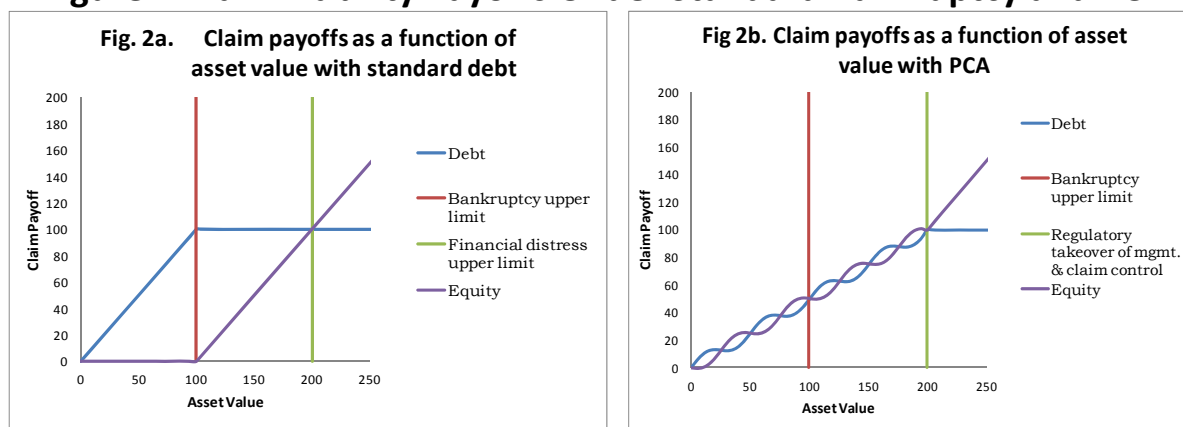 Fig. 2a. Claim payoffs as a function of
asset value with standard debt
200
180
160
140
120
100
80
60
40
20
0
Claim Payoff
0 50 100 150 200 250
Asset Value
Debt
Bankruptcy upper
limit
Financial distress
upper limit
Equity
Fig 2b. Claim payoffs as a function of asset
value with PCA
200
180
160
140
120
100
80
60
40
20
0
Claim Payoff
0 50 100 150 200 250
Asset Value
Debt
Bankruptcy
upper limit
Regulatory
takeover of mgmt.
& claim control
Equity